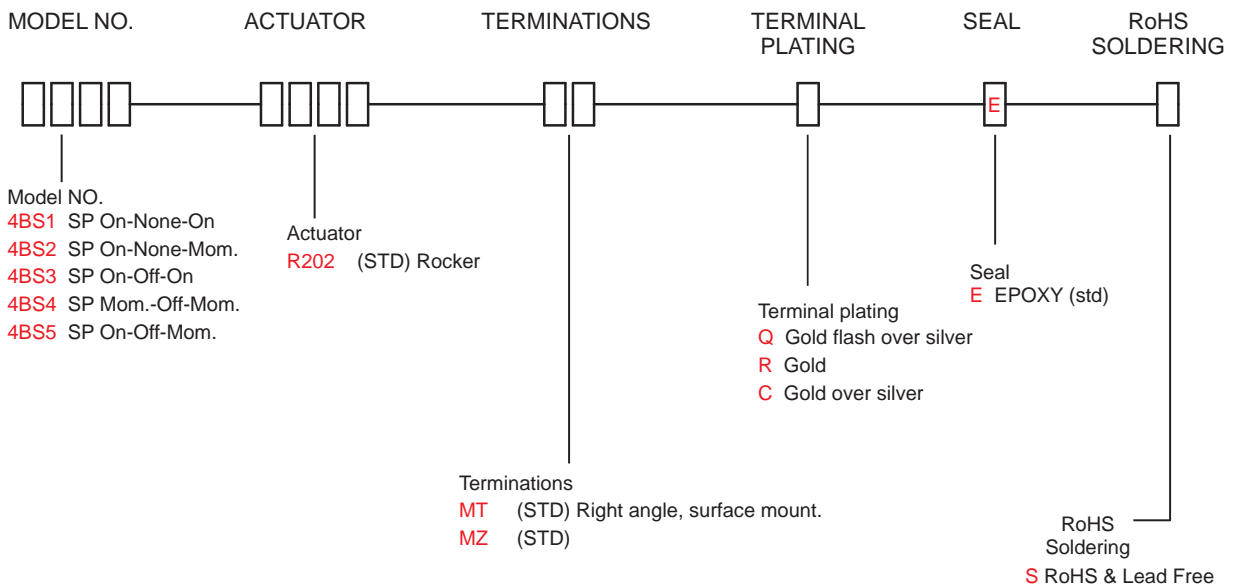 MODEL NO. ACTUATOR TERMINATIONS TERMINAL PLATING SEAL RoHS SOLDERING
E
Model NO.
4BS1 SP On-None-On
4BS2 SP On-None-Mom.
4BS3 SP On-Off-On
4BS4 SP Mom.-Off-Mom.
4BS5 SP On-Off-Mom.
Actuator
R202 (STD) Rocker
Terminations
MT (STD) Right angle, surface mount.
MZ (STD)
Terminal plating
Q Gold flash over silver
R Gold
C Gold over silver
Seal
E EPOXY (std)
RoHS
Soldering
S RoHS & Lead Free